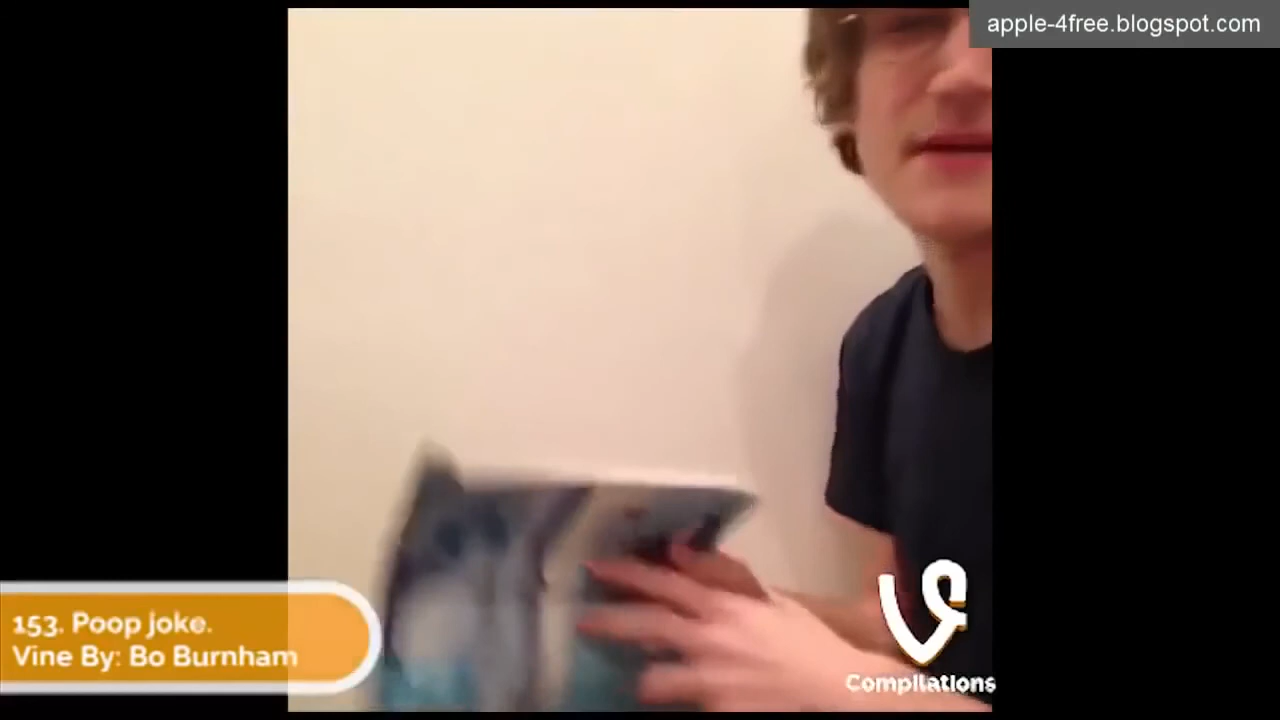 apple-4free.blogspot.com
153. Poop joke.
Vine By: Bo Burnham
Compilations